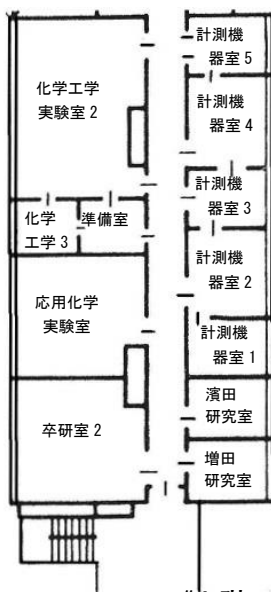 計測機
器室 5
化学工学
実験室 2
計測機
器室 4
計測機
器室 3
化学
工学 3
準備室
計測機
器室 2
応用化学
実験室
計測機
器室 1
濱田
研究室
卒研室 2
増田
研究室